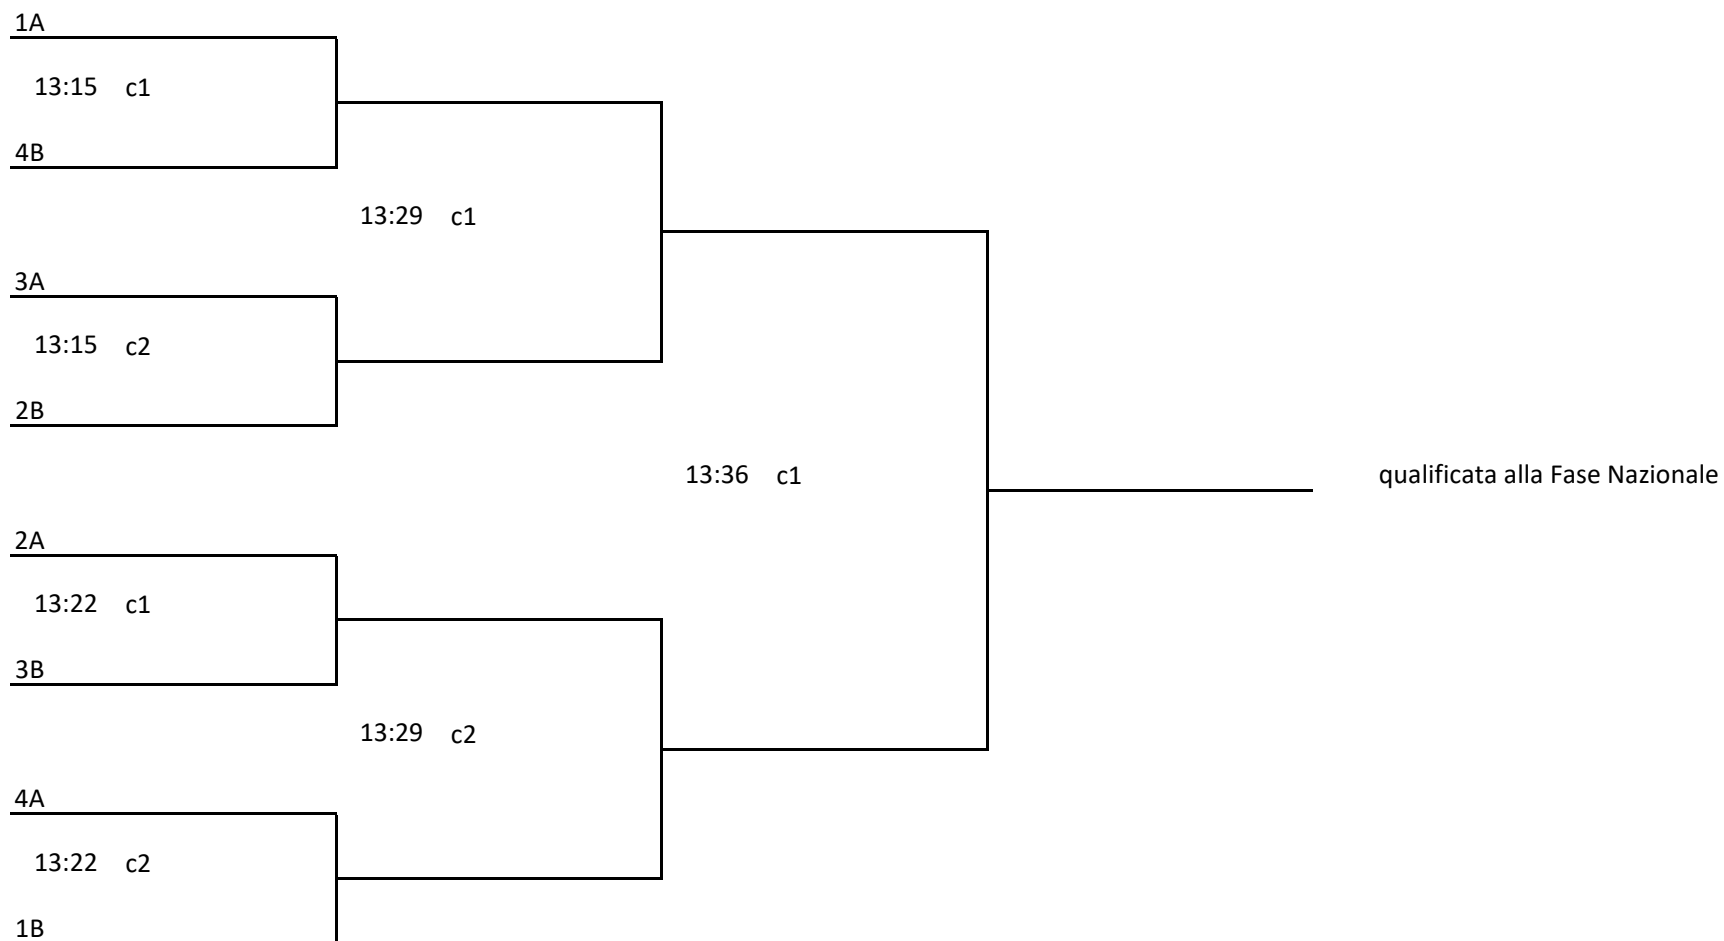 1A
13:15 c1
4B
13:29 c1
3A
13:15 c2
2B
13:36 c1
qualificata alla Fase Nazionale
2A
13:22 c1
3B
13:29 c2
4A
13:22 c2
1B